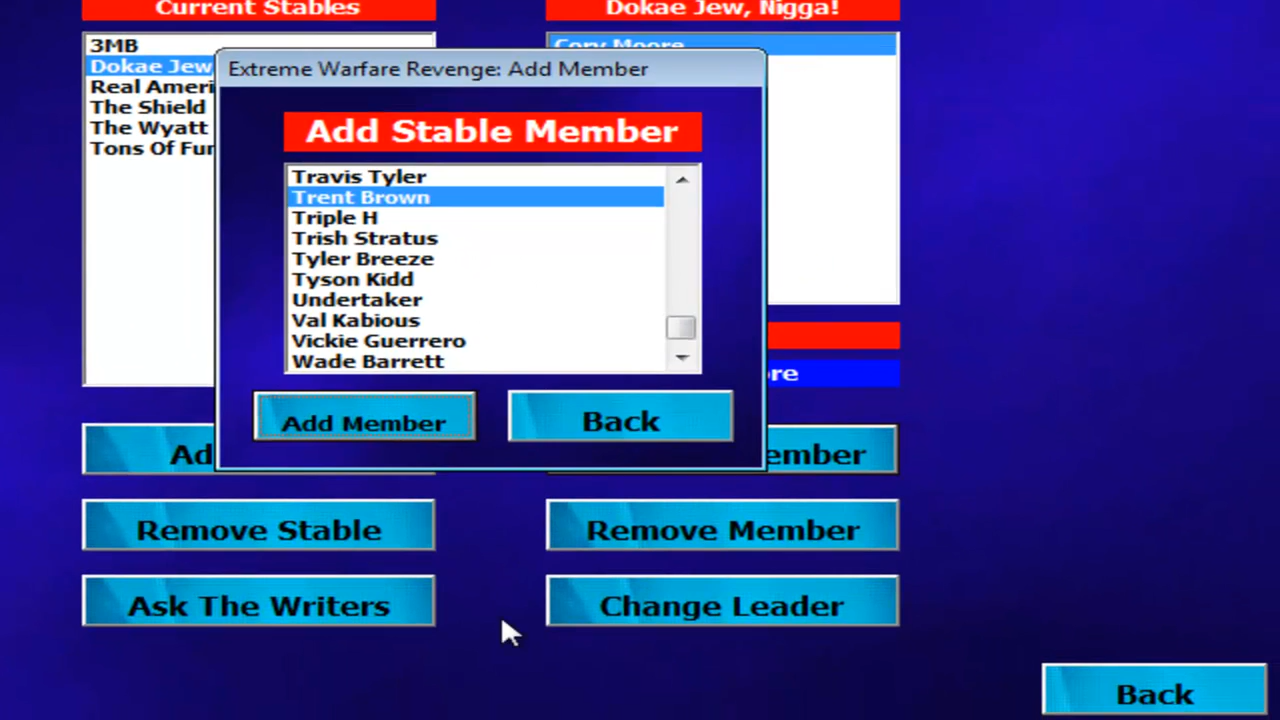 Current Stables
Dokae Jew, Nigga!
3MB
Dokae Jew
Real Ameri
The Shield
The Wyatt
Tons Of Fur
Cory Moore
Extreme Warfare Revenge: Add Member
Add Stable Member
Travis Tyler
Trent Brown
Triple H
Trish Stratus
Tyler Breeze
Tyson Kidd
Undertaker
Val Kabious
Vickie Guerrero
Wade Barrett
Add Member
Back
re
Ad
ember
Remove Stable
Remove Member
Ask The Writers
Change Leader
Back